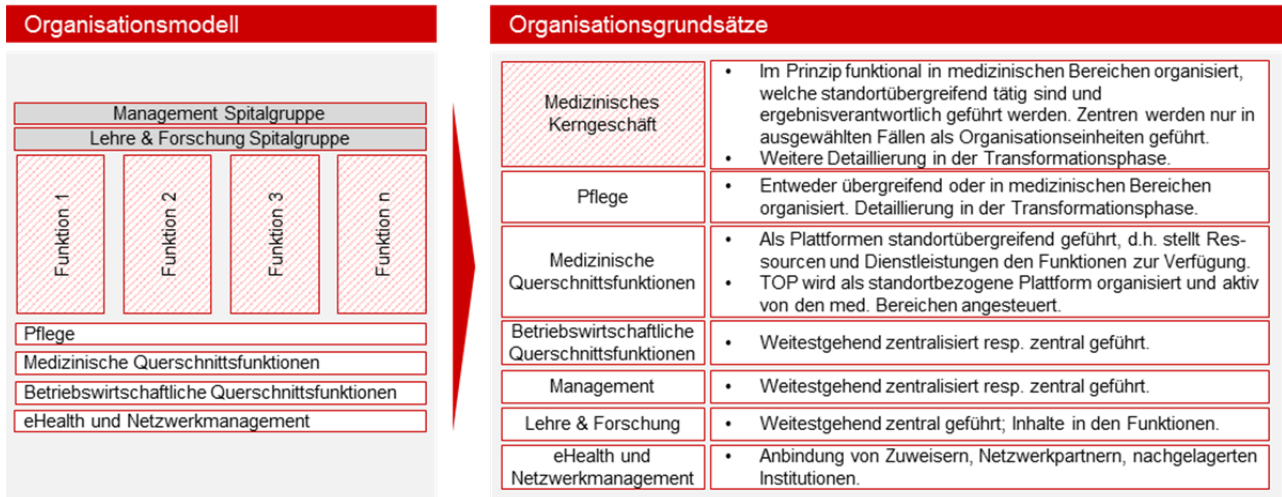 Organisationsmodell
Management Spitalgruppe
Lehre & Forschung Spitalgruppe
Funktion 1
Funktion 2
Funktion 3
Funktion n
Pflege
Medizinische Querschnittsfunktionen
Betriebswirtschaftliche Querschnittsfunktionen
eHealth und Netzwerkmanagement
Organisationsgrundsätze
Medizinisches
Kerngeschäft
• Im Prinzip funktional in medizinischen Bereichen organisiert,
welche standortübergreifend tätig sind und
ergebnisverantwortlich geführt werden. Zentren werden nur in
ausgewählten Fällen als Organisationseinheiten geführt.
• Weitere Detaillierung in der Transformationsphase.
Pflege
• Entweder übergreifend oder in medizinischen Bereichen
organisiert. Detaillierung in der Transformationsphase.
Medizinische
Querschnittsfunktionen
• Als Plattformen standortübergreifend geführt, d.h. stellt Res-
sourcen und Dienstleistungen den Funktionen zur Verfügung.
• TOP wird als standortbezogene Plattform organisiert und aktiv
von den med. Bereichen angesteuert.
Betriebswirtschaftliche
Querschnittsfunktionen
• Weitestgehend zentralisiert resp. zentral geführt.
Management
• Weitestgehend zentralisiert resp. zentral geführt.
Lehre & Forschung
• Weitestgehend zentral geführt; Inhalte in den Funktionen.
eHealth und
Netzwerkmanagement
• Anbindung von Zuweisern, Netzwerkpartnern, nachgelagerten
Institutionen.